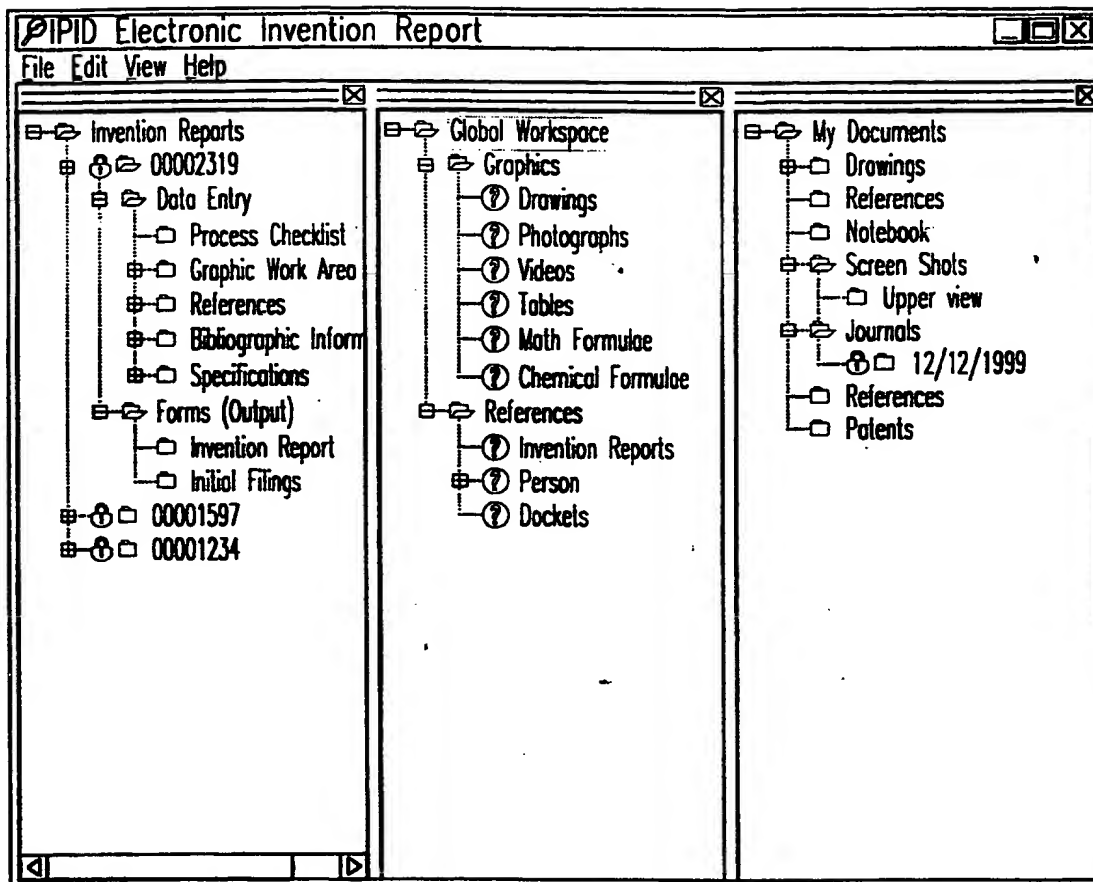 IPID Electronic Invention Report
File Edit View Help
Invention Reports
00002319
Data Entry
Process Checklist
Graphic Work Area
References
Bibliographic Inform
Specifications
Forms (Output)
Invention Report
Initial Filings
00001597
00001234
Global Workspace
Graphics
Drawings
Photographs
Videos
Tables
Math Formulae
Chemical Formulae
References
Invention Reports
Person
Dockets
My Documents
Drawings
References
Notebook
Screen Shots
Upper view
Journals
12/12/1999
References
Patents